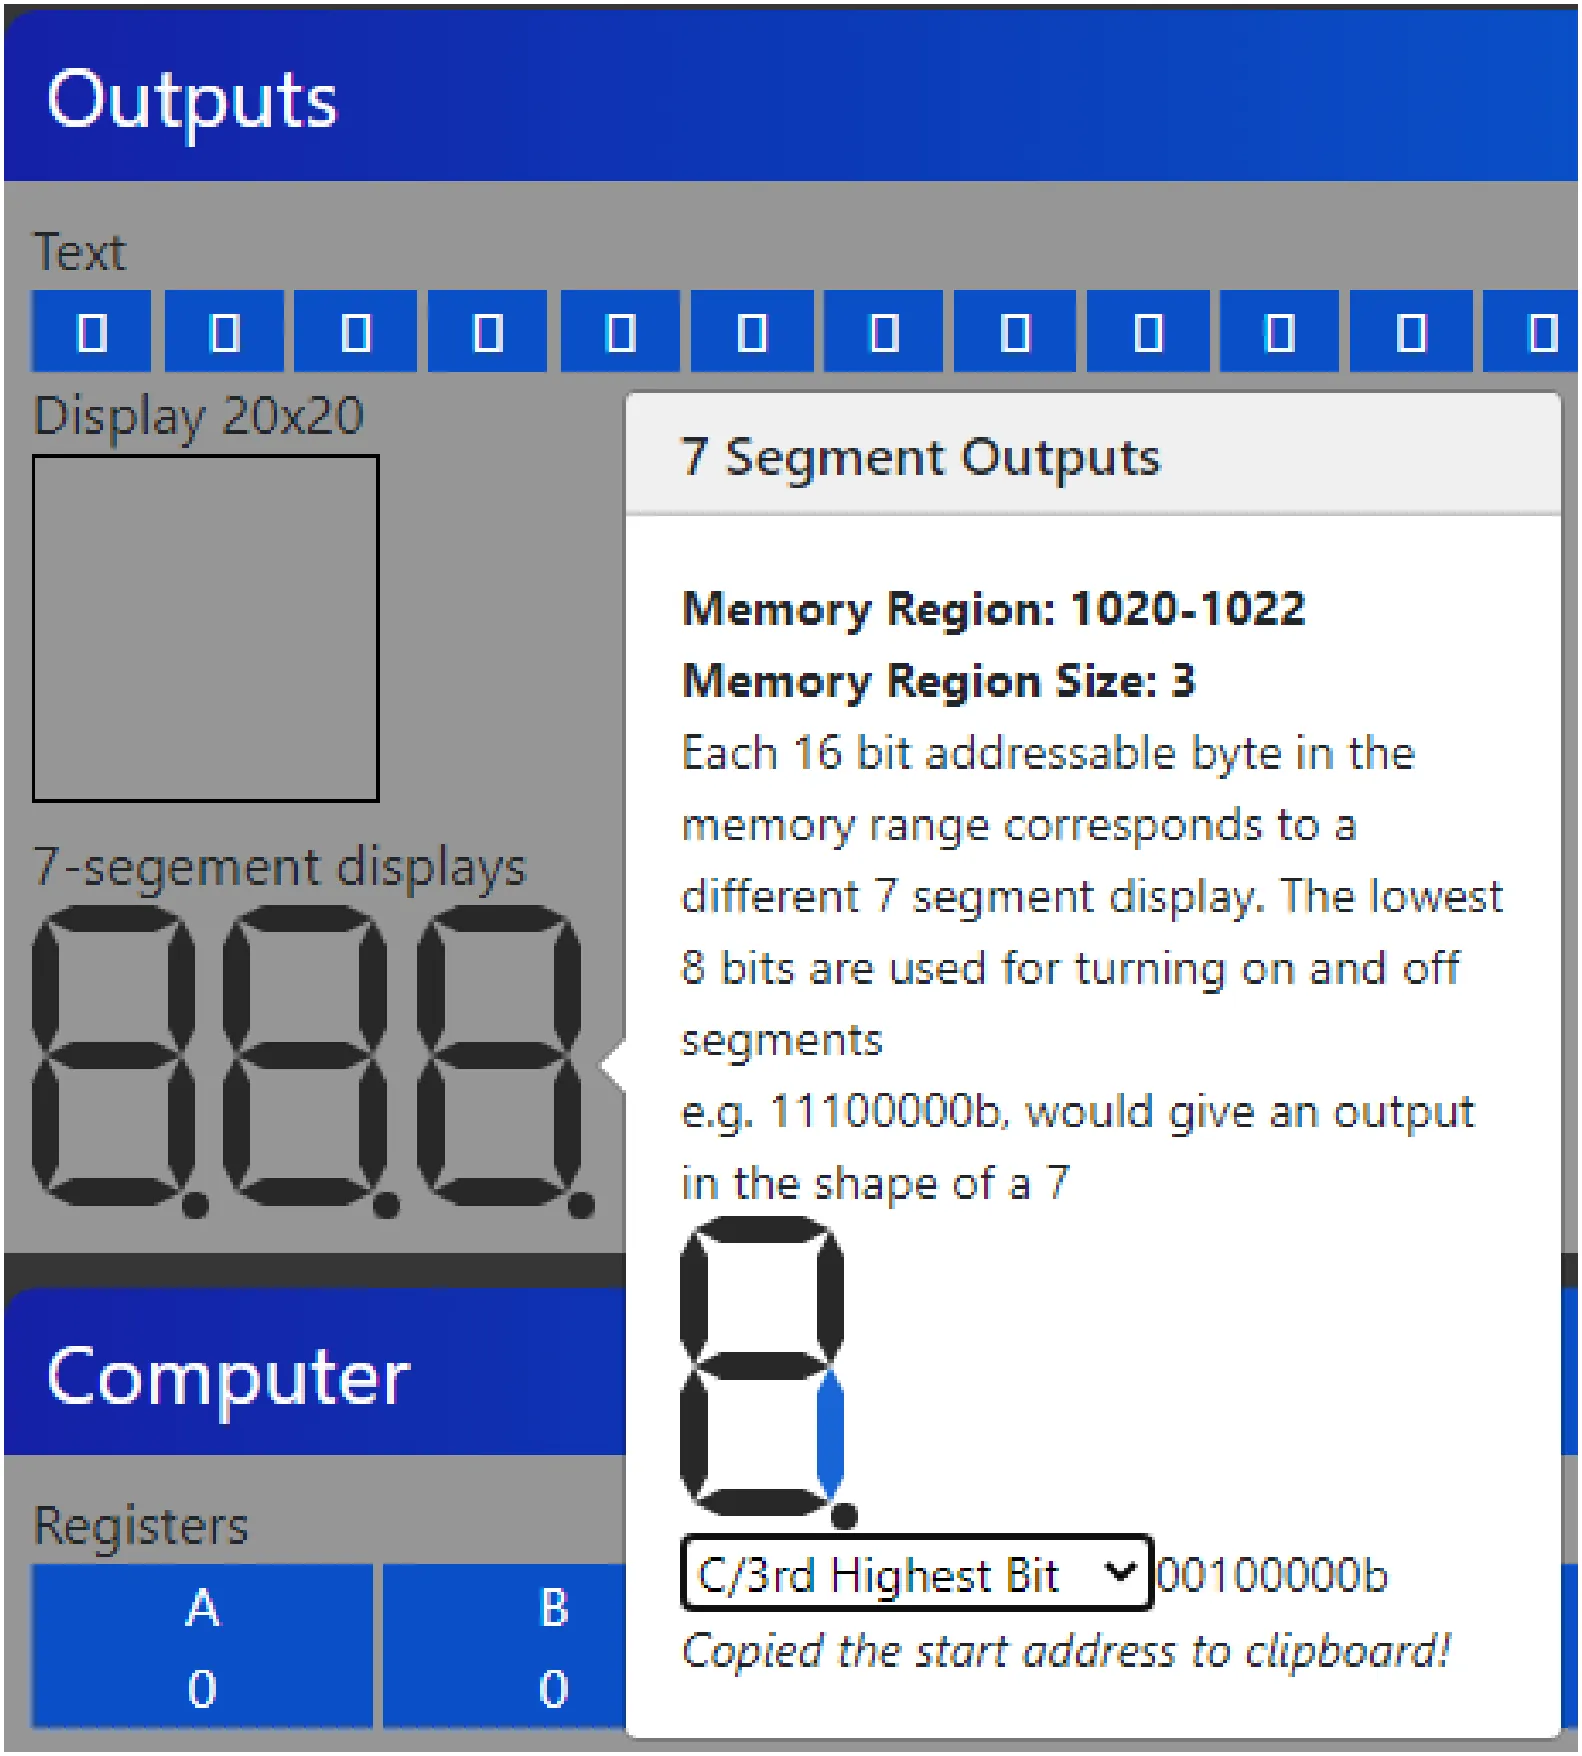 Outputs
Text
Display 20x20
7-segement displays
7 Segment Outputs
Memory Region: 1020-1022
Memory Region Size: 3
Each 16 bit addressable byte in the
memory range corresponds to a
different 7 segment display. The lowest
8 bits are used for turning on and off
segments
e.g. 11100000b, would give an output
in the shape of a 7
C/3rd Highest Bit 00100000b
Copied the start address to clipboard!
Computer
Registers
A B
0 0